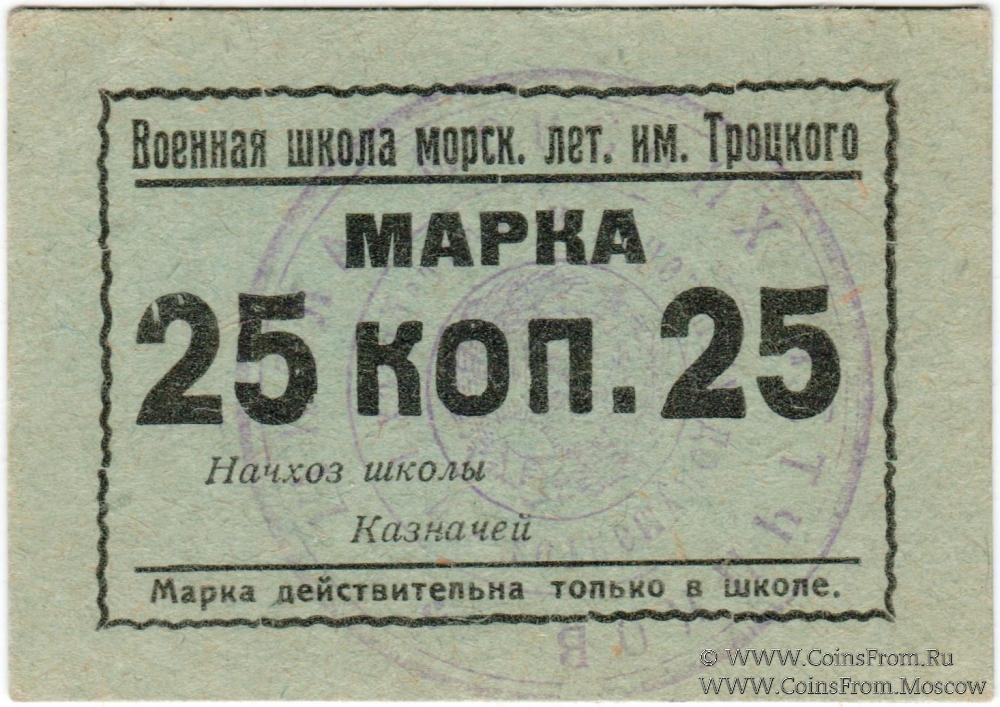 Военная школа морск. лет. им. Троцкого
МАРКА
25 КОП. 25
Начхоз школы
Казначей
Марка действительна только в школе.
© WWW.CoinsFrom.Ru
WWW.CoinsFrom.Moscow